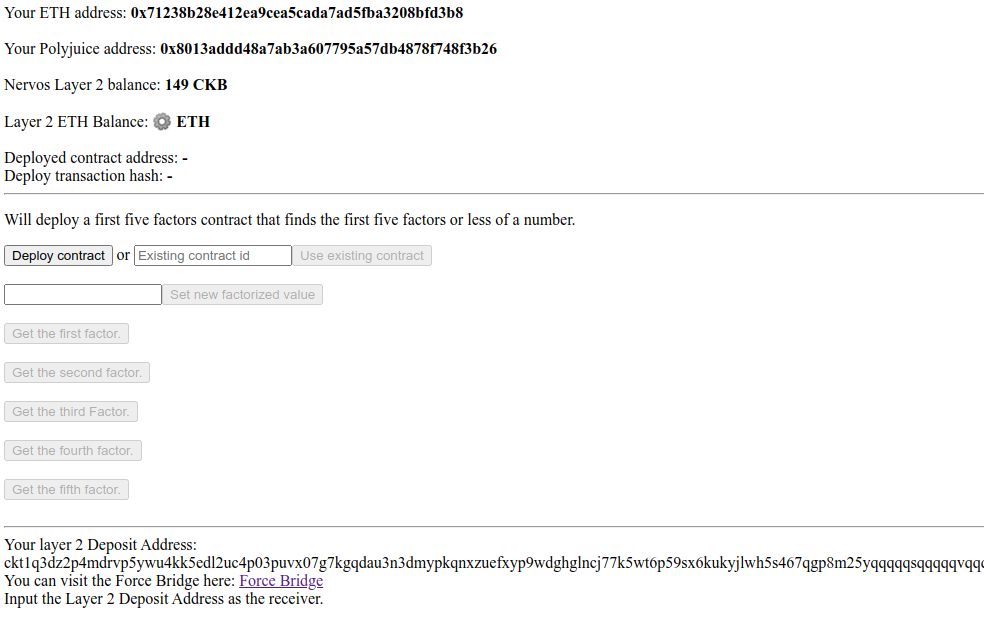 Your ETH address: 0x71238b28e412ea9cea5cada7ad5fba3208bfd3b8
Your Polyjuice address: 0x8013addd48a7ab3a607795a57db4878f748f3b26
Nervos Layer 2 balance: 149 CKB
Layer 2 ETH Balance: ETH
Deployed contract address: -
Deploy transaction hash: -
Will deploy a first five factors contract that finds the first five factors or less of a number.
Deploy contract or Existing contract id Use existing contract
Set new factorized value
Get the first factor.
Get the second factor.
Get the third Factor.
Get the fourth factor.
Get the fifth factor.
Your layer 2 Deposit Address:
ckt1q3dz2p4mdrvp5ywu4kk5edl2uc4p03puvx07g7kgqdau3n3dmypkqnxzuefxyp9wdghglncj77k5wt6p59sx6kukyjlwh5s467qgp8m25yqqqqqsqqqqqvqqc
You can visit the Force Bridge here: Force Bridge
Input the Layer 2 Deposit Address as the receiver.